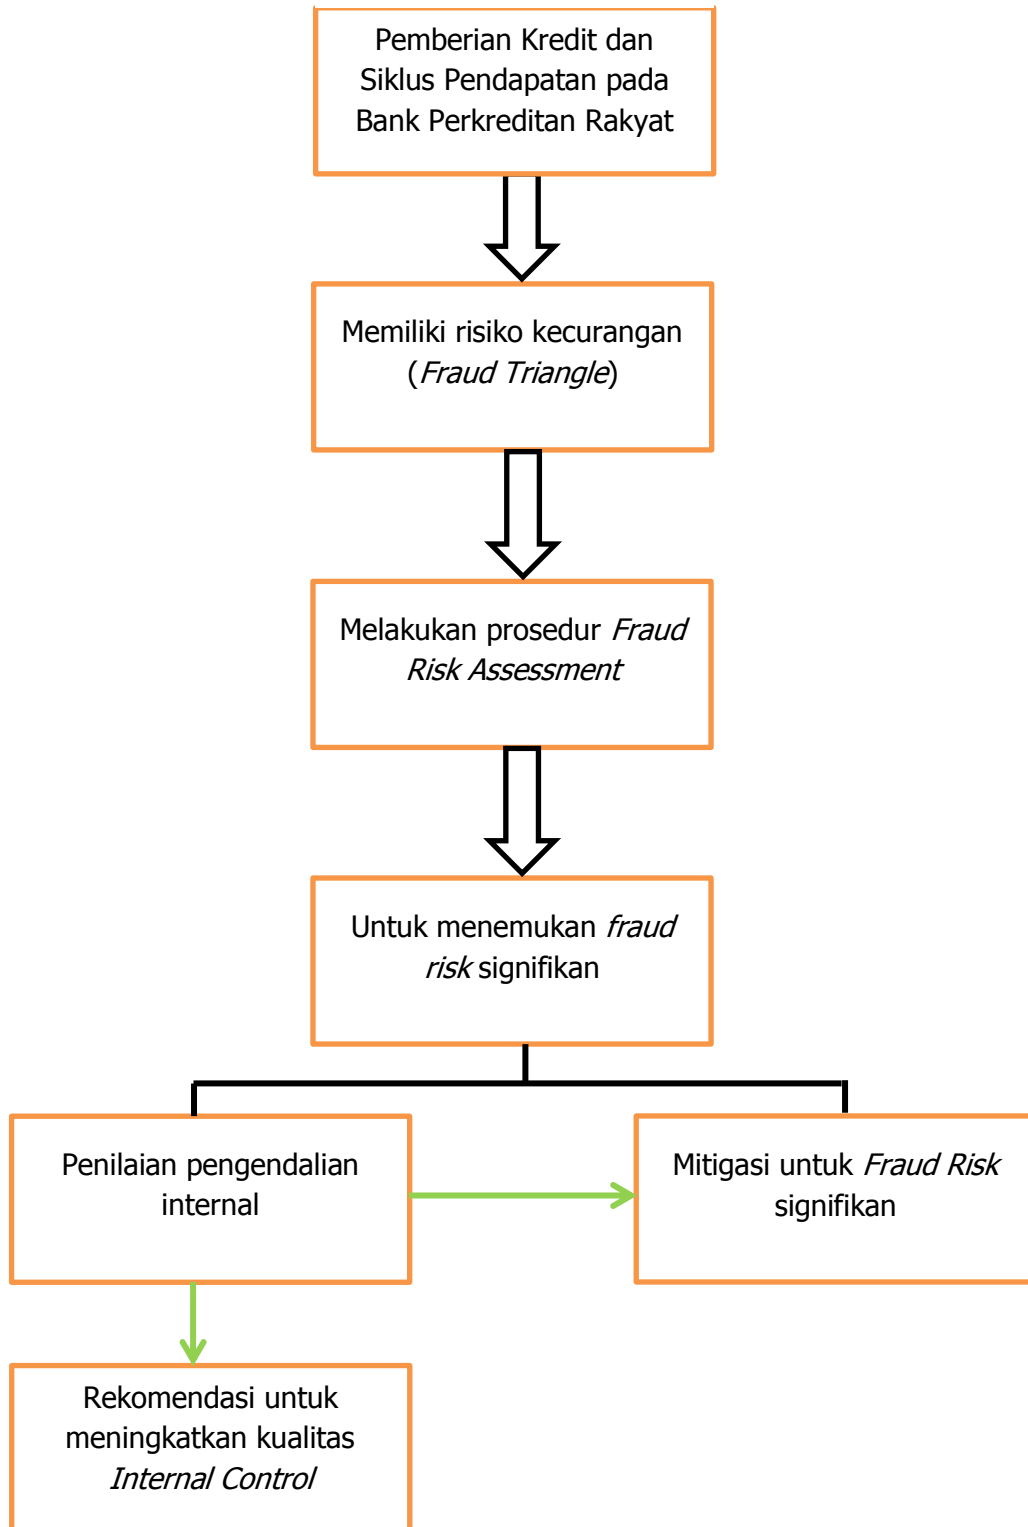 Pemberian Kredit dan
Siklus Pendapatan pada
Bank Perkreditan Rakyat
Memiliki risiko kecurangan
(Fraud Triangle)
Melakukan prosedur Fraud
Risk Assessment
Untuk menemukan fraud
risk signifikan
Penilaian pengendalian
internal
Mitigasi untuk Fraud Risk
signifikan
Rekomendasi untuk
meningkatkan kualitas
Internal Control